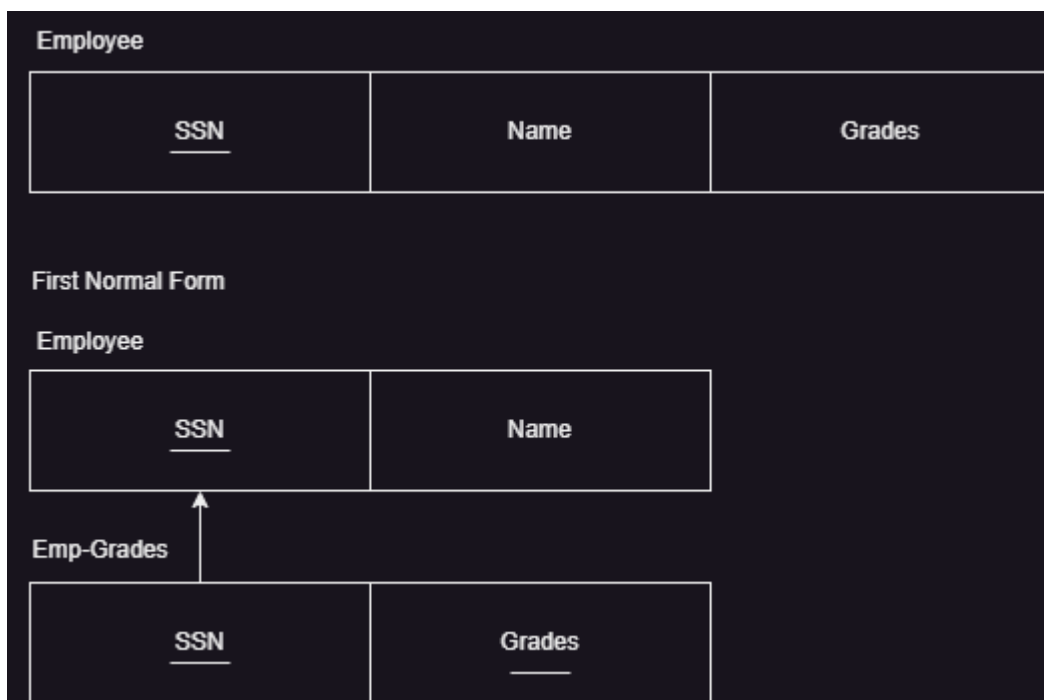 Employee
SSN Name Grades
First Normal Form
Employee
SSN Name
Emp-Grades
SSN Grades